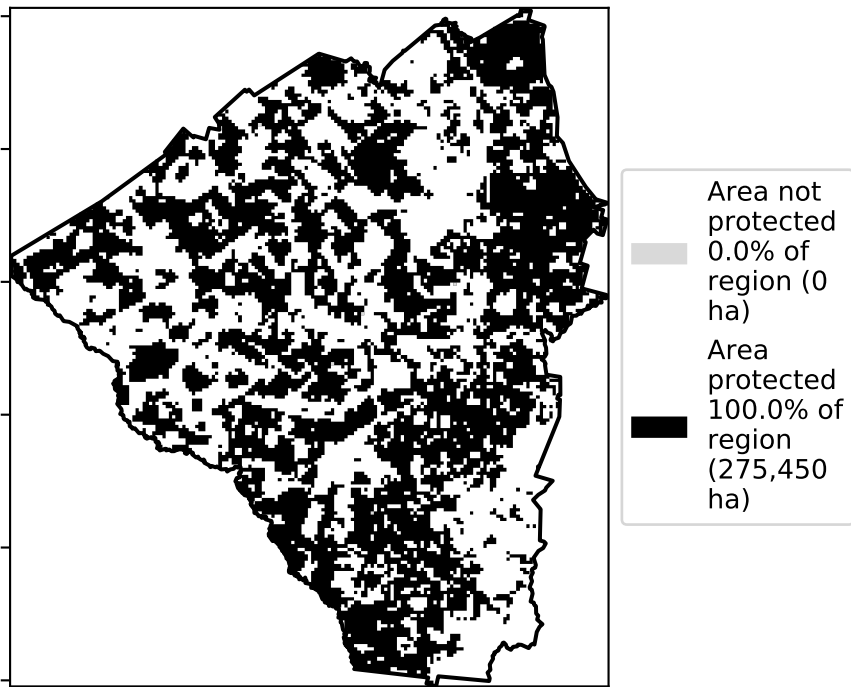 Area not
protected
0.0% of
region (0
ha)
Area
protected
100.0% of
region
(275,450
ha)